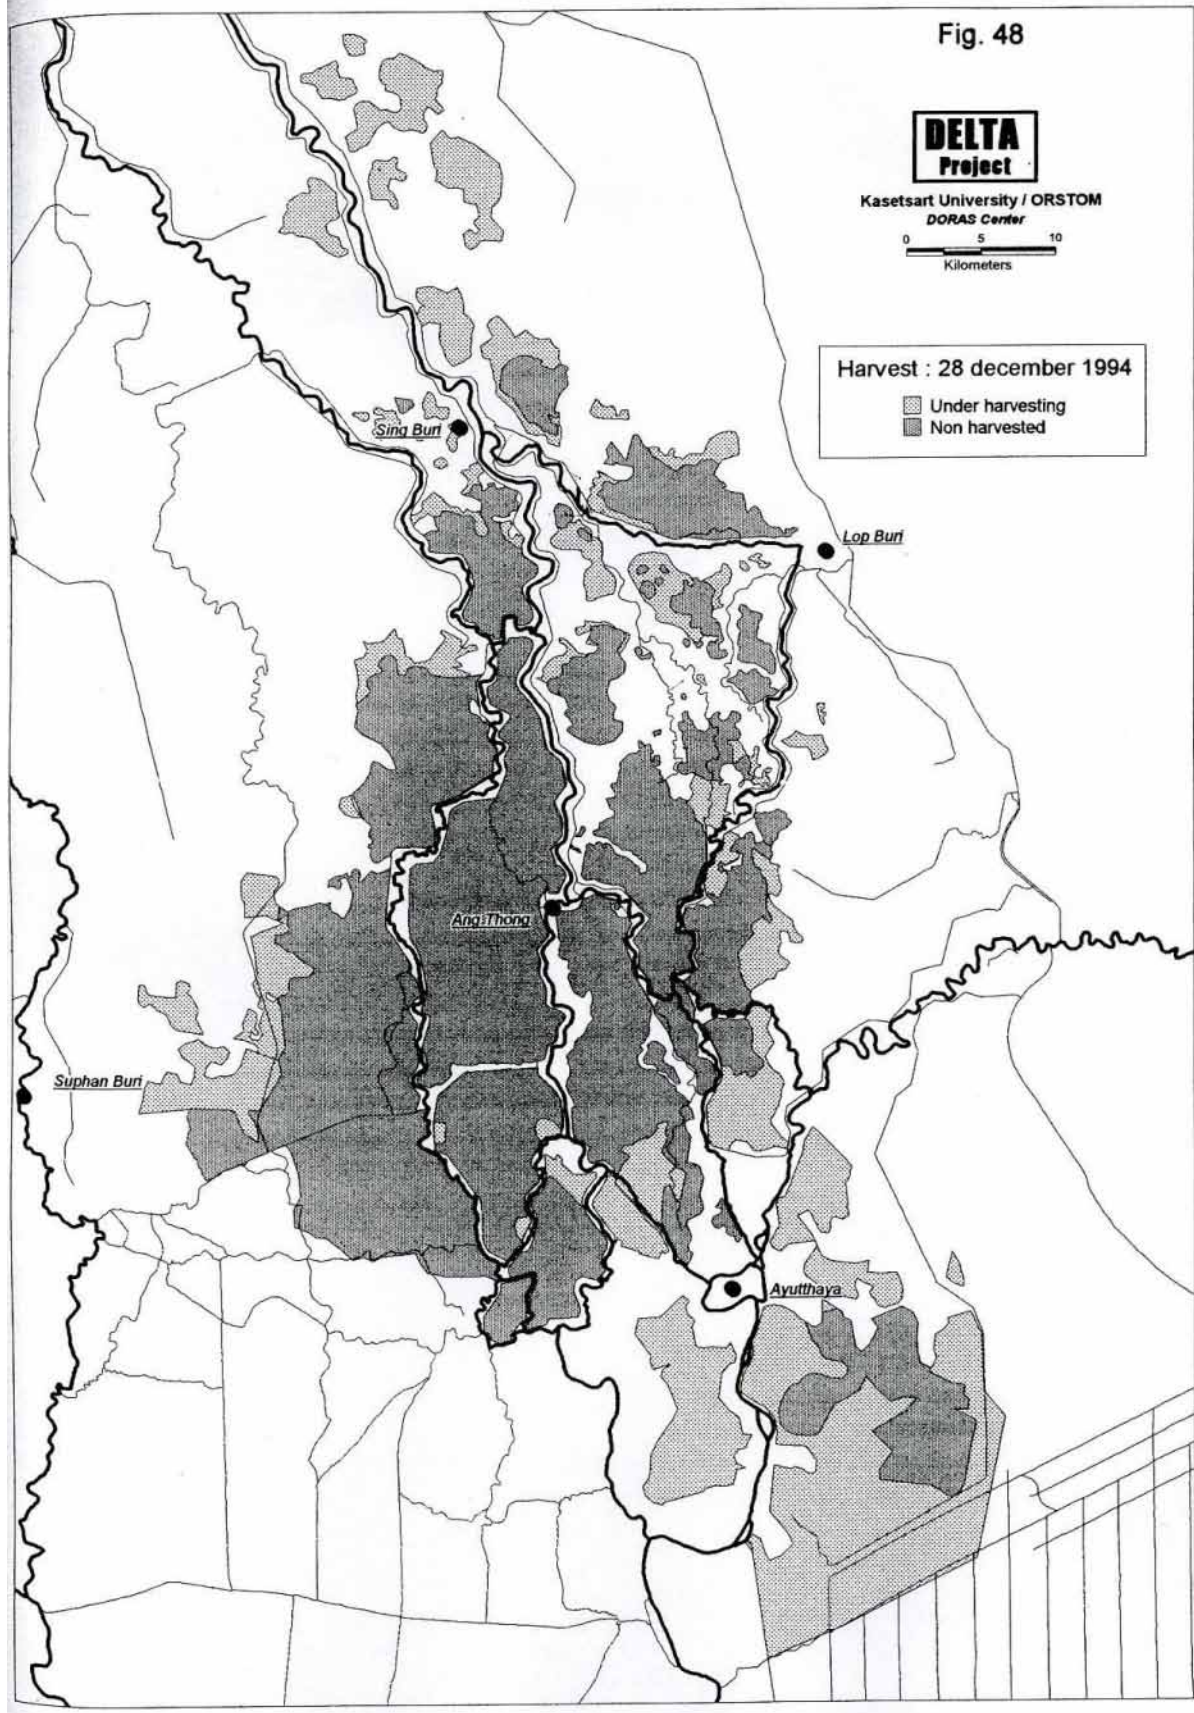 Fig. 48
DELTA
Project
Kasetsart University / ORSTOM
DORAS Center
0 5 10
Kilometers
Harvest : 28 december 1994
Under harvesting
Non harvested
Sing Buri
Lop Buri
Ang Thong
Suphan Buri
Ayutthaya